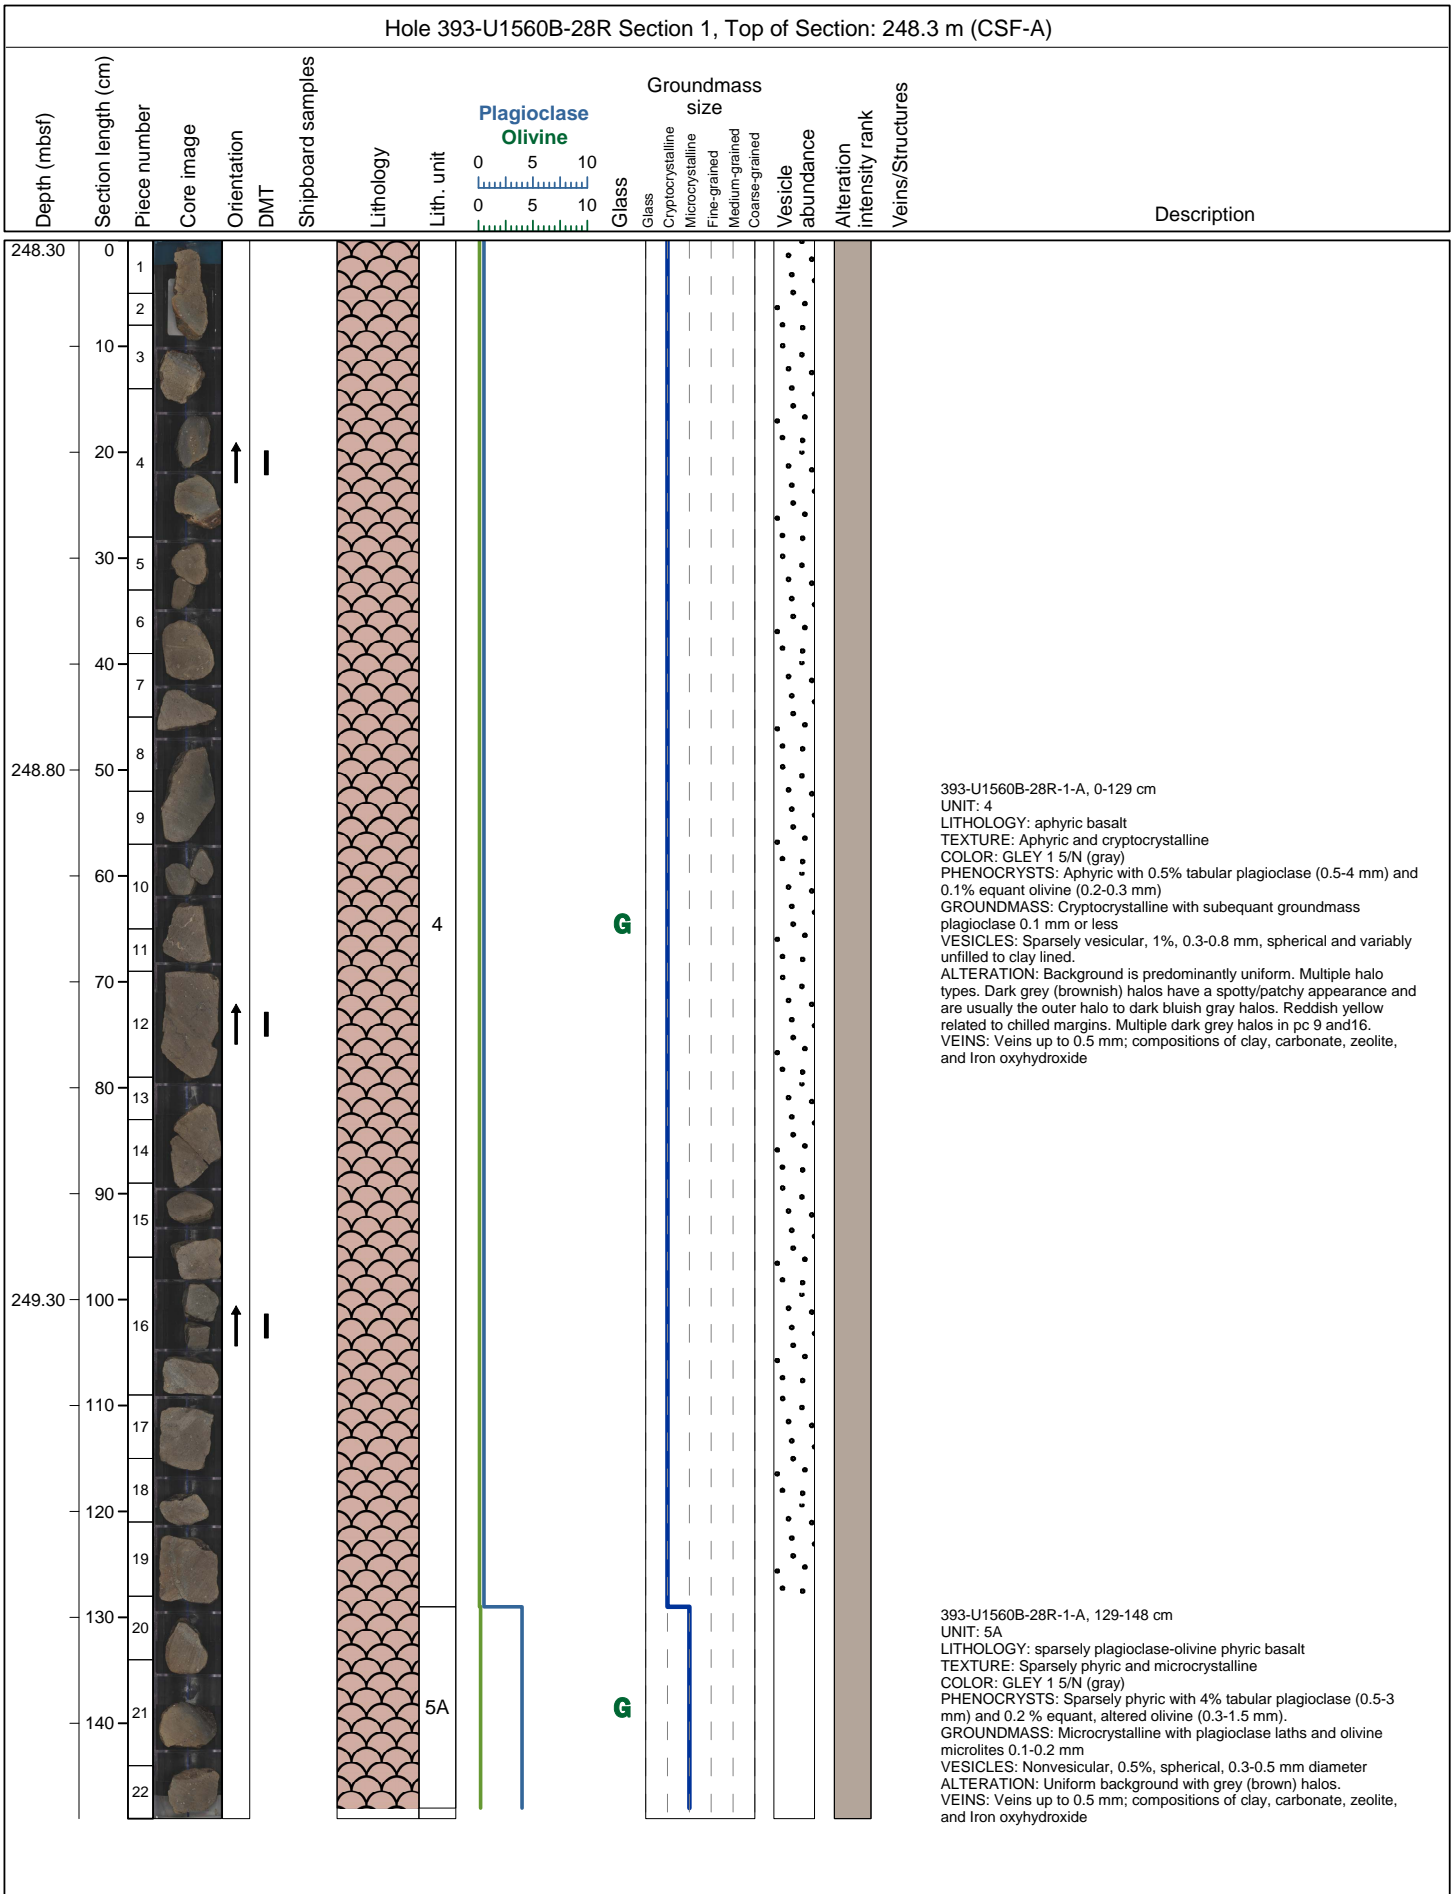 Hole 393-U1560B-28R Section 1, Top of Section: 248.3 m (CSF-A)
Depth (mbsf)
Section length (cm)
Piece number
Core image
Orientation
DMT
Shipboard samples
Lithology
Lith. unit
Plagioclase
Olivine
0 5 10
0 5 10
Glass
Groundmass
size
Glass
Cryptocrystalline
Microcrystalline
Fine-grained
Medium-grained
Coarse-grained
Vesicle
abundance
Alteration
intensity rank
Veins/Structures
Description
248.30
248.80
249.30
0
10
20
30
40
50
60
70
80
90
100
110
120
130
140
1
2
3
4
5
6
7
8
9
10
11
12
13
14
15
16
17
18
19
20
21
22
4
G
393-U1560B-28R-1-A, 0-129 cm
UNIT: 4
LITHOLOGY: aphyric basalt
TEXTURE: Aphyric and cryptocrystalline
COLOR: GLEY 1 5/N (gray)
PHENOCRYSTS: Aphyric with 0.5% tabular plagioclase (0.5-4 mm) and
0.1% equant olivine (0.2-0.3 mm)
GROUNDMASS: Cryptocrystalline with subequant groundmass
plagioclase 0.1 mm or less
VESICLES: Sparsely vesicular, 1%, 0.3-0.8 mm, spherical and variably
unfilled to clay lined.
ALTERATION: Background is predominantly uniform. Multiple halo
types. Dark grey (brownish) halos have a spotty/patchy appearance and
are usually the outer halo to dark bluish gray halos. Reddish yellow
related to chilled margins. Multiple dark grey halos in pc 9 and16.
VEINS: Veins up to 0.5 mm; compositions of clay, carbonate, zeolite,
and Iron oxyhydroxide
5A
G
393-U1560B-28R-1-A, 129-148 cm
UNIT: 5A
LITHOLOGY: sparsely plagioclase-olivine phyric basalt
TEXTURE: Sparsely phyric and microcrystalline
COLOR: GLEY 1 5/N (gray)
PHENOCRYSTS: Sparsely phyric with 4% tabular plagioclase (0.5-3
mm) and 0.2 % equant, altered olivine (0.3-1.5 mm).
GROUNDMASS: Microcrystalline with plagioclase laths and olivine
microlites 0.1-0.2 mm
VESICLES: Nonvesicular, 0.5%, spherical, 0.3-0.5 mm diameter
ALTERATION: Uniform background with grey (brown) halos.
VEINS: Veins up to 0.5 mm; compositions of clay, carbonate, zeolite,
and Iron oxyhydroxide